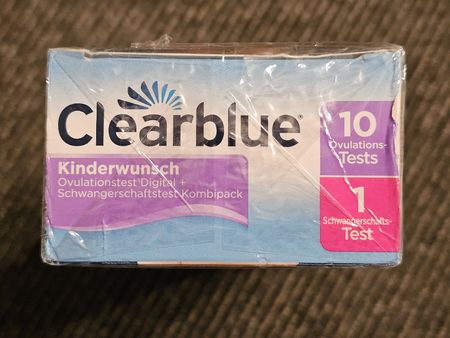 Clearblue®
Kinderwunsch
Ovulationstest Digital +
Schwangerschaftstest Kombipack
10
Ovulations-
Tests
1
Schwangerschafts-
Test